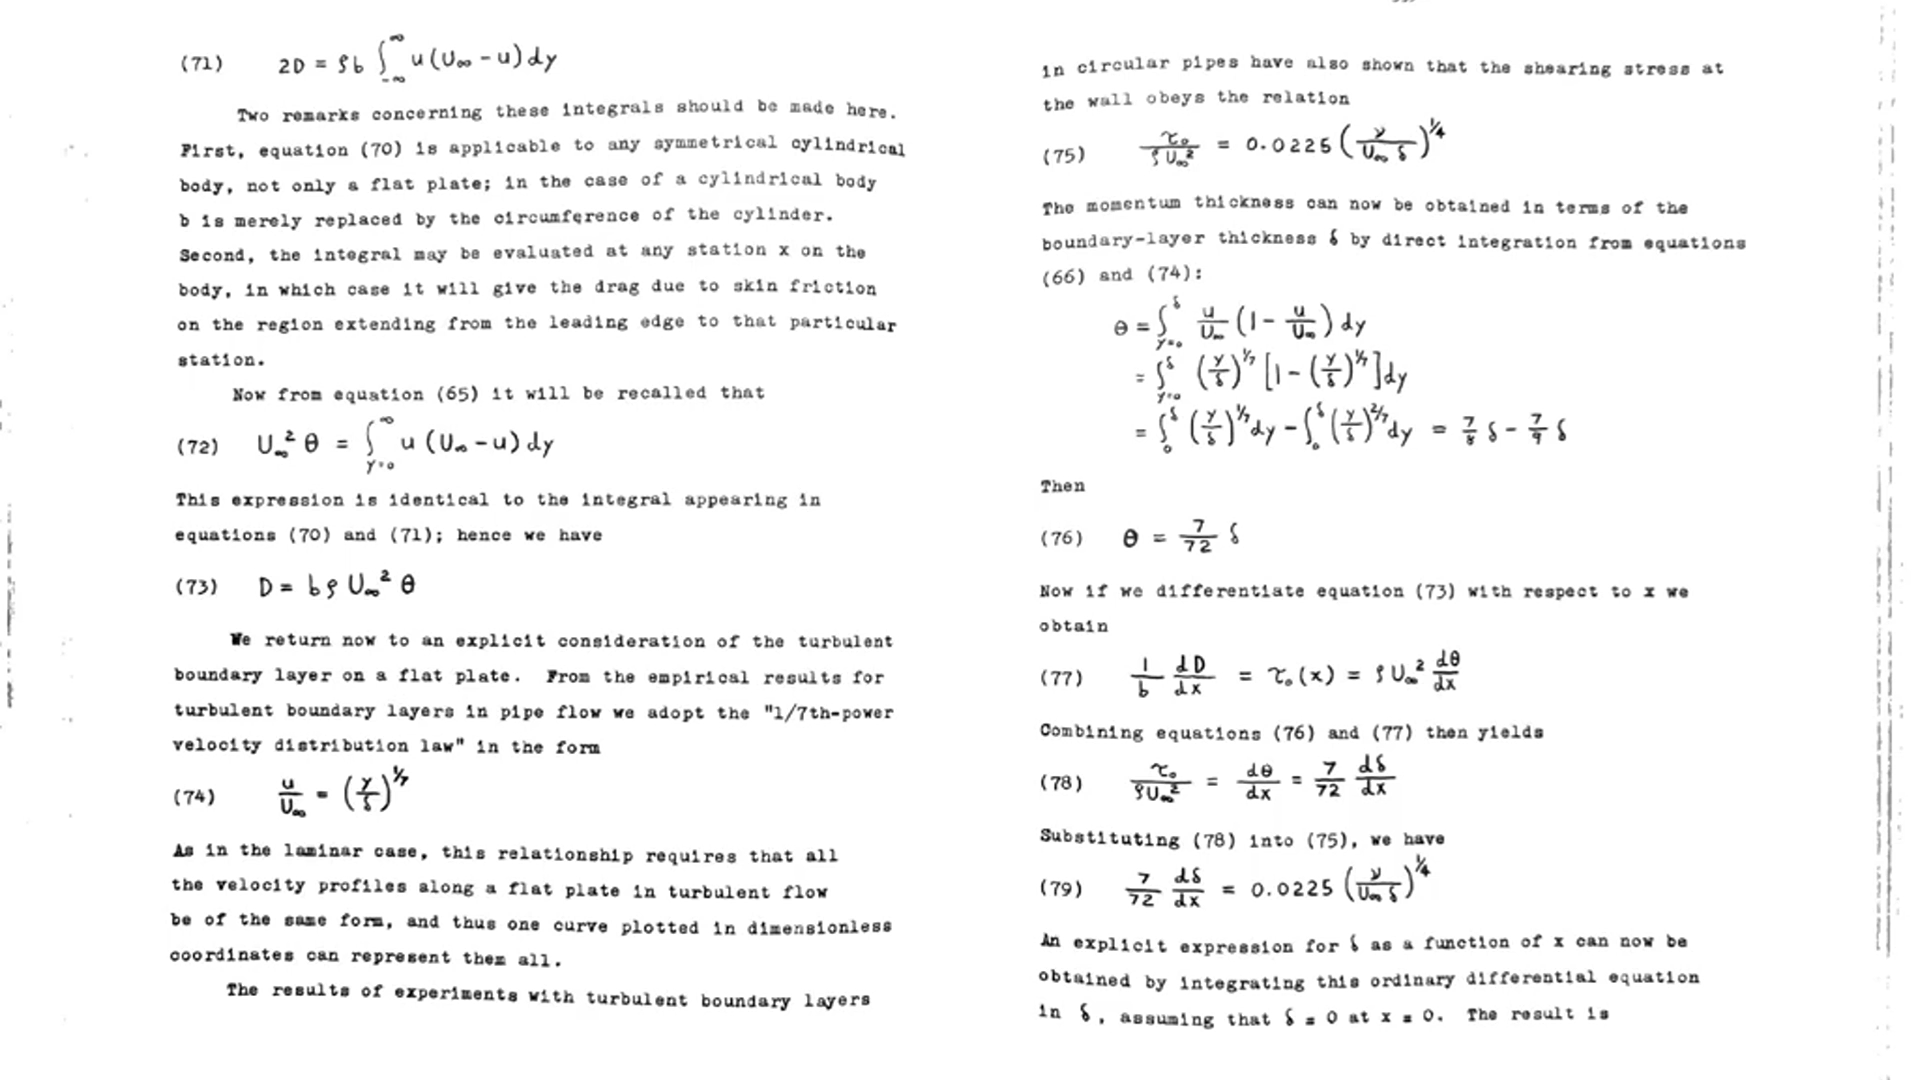 (71) 2D = ρb ∫_{-∞}^{∞} u (U∞ - u) dy
Two remarks concerning these integrals should be made here.
First, equation (70) is applicable to any symmetrical cylindrical
body, not only a flat plate; in the case of a cylindrical body
b is merely replaced by the circumference of the cylinder.
Second, the integral may be evaluated at any station x on the
body, in which case it will give the drag due to skin friction
on the region extending from the leading edge to that particular
station.
Now from equation (65) it will be recalled that
(72) U∞² θ = ∫_{y=0}^{∞} u (U∞ - u) dy
This expression is identical to the integral appearing in
equations (70) and (71); hence we have
(73) D = bρ U∞² θ
We return now to an explicit consideration of the turbulent
boundary layer on a flat plate. From the empirical results for
turbulent boundary layers in pipe flow we adopt the "1/7th-power
velocity distribution law" in the form
(74) u/U∞ = (y/δ)^{1/7}
As in the laminar case, this relationship requires that all
the velocity profiles along a flat plate in turbulent flow
be of the same form, and thus one curve plotted in dimensionless
coordinates can represent them all.
The results of experiments with turbulent boundary layers
in circular pipes have also shown that the shearing stress at
the wall obeys the relation
(75) τ₀/ρU∞² = 0.0225 (ν/U∞ δ)^{1/4}
The momentum thickness can now be obtained in terms of the
boundary-layer thickness δ by direct integration from equations
(66) and (74):
θ = ∫_{y=0}^{δ} u/U∞ (1 - u/U∞) dy
= ∫_{y=0}^{δ} (y/δ)^{1/7} [1 - (y/δ)^{1/7}] dy
= ∫_{0}^{δ} (y/δ)^{1/7} dy - ∫_{0}^{δ} (y/δ)^{2/7} dy = 7/8 δ - 7/9 δ
Then
(76) θ = 7/72 δ
Now if we differentiate equation (73) with respect to x we
obtain
(77) 1/b dD/dx = τ₀(x) = ρU∞² dθ/dx
Combining equations (76) and (77) then yields
(78) τ₀/ρU∞² = dθ/dx = 7/72 dδ/dx
Substituting (78) into (75), we have
(79) 7/72 dδ/dx = 0.0225 (ν/U∞ δ)^{1/4}
An explicit expression for δ as a function of x can now be
obtained by integrating this ordinary differential equation
in δ, assuming that δ = 0 at x = 0. The result is